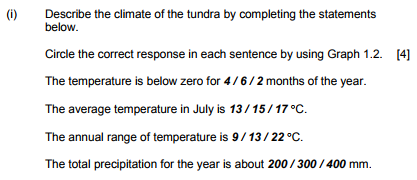 (i) Describe the climate of the tundra by completing the statements
below.
Circle the correct response in each sentence by using Graph 1.2. [4]
The temperature is below zero for 4 / 6 / 2 months of the year.
The average temperature in July is 13 / 15 / 17 °C.
The annual range of temperature is 9 / 13 / 22 °C.
The total precipitation for the year is about 200 / 300 / 400 mm.